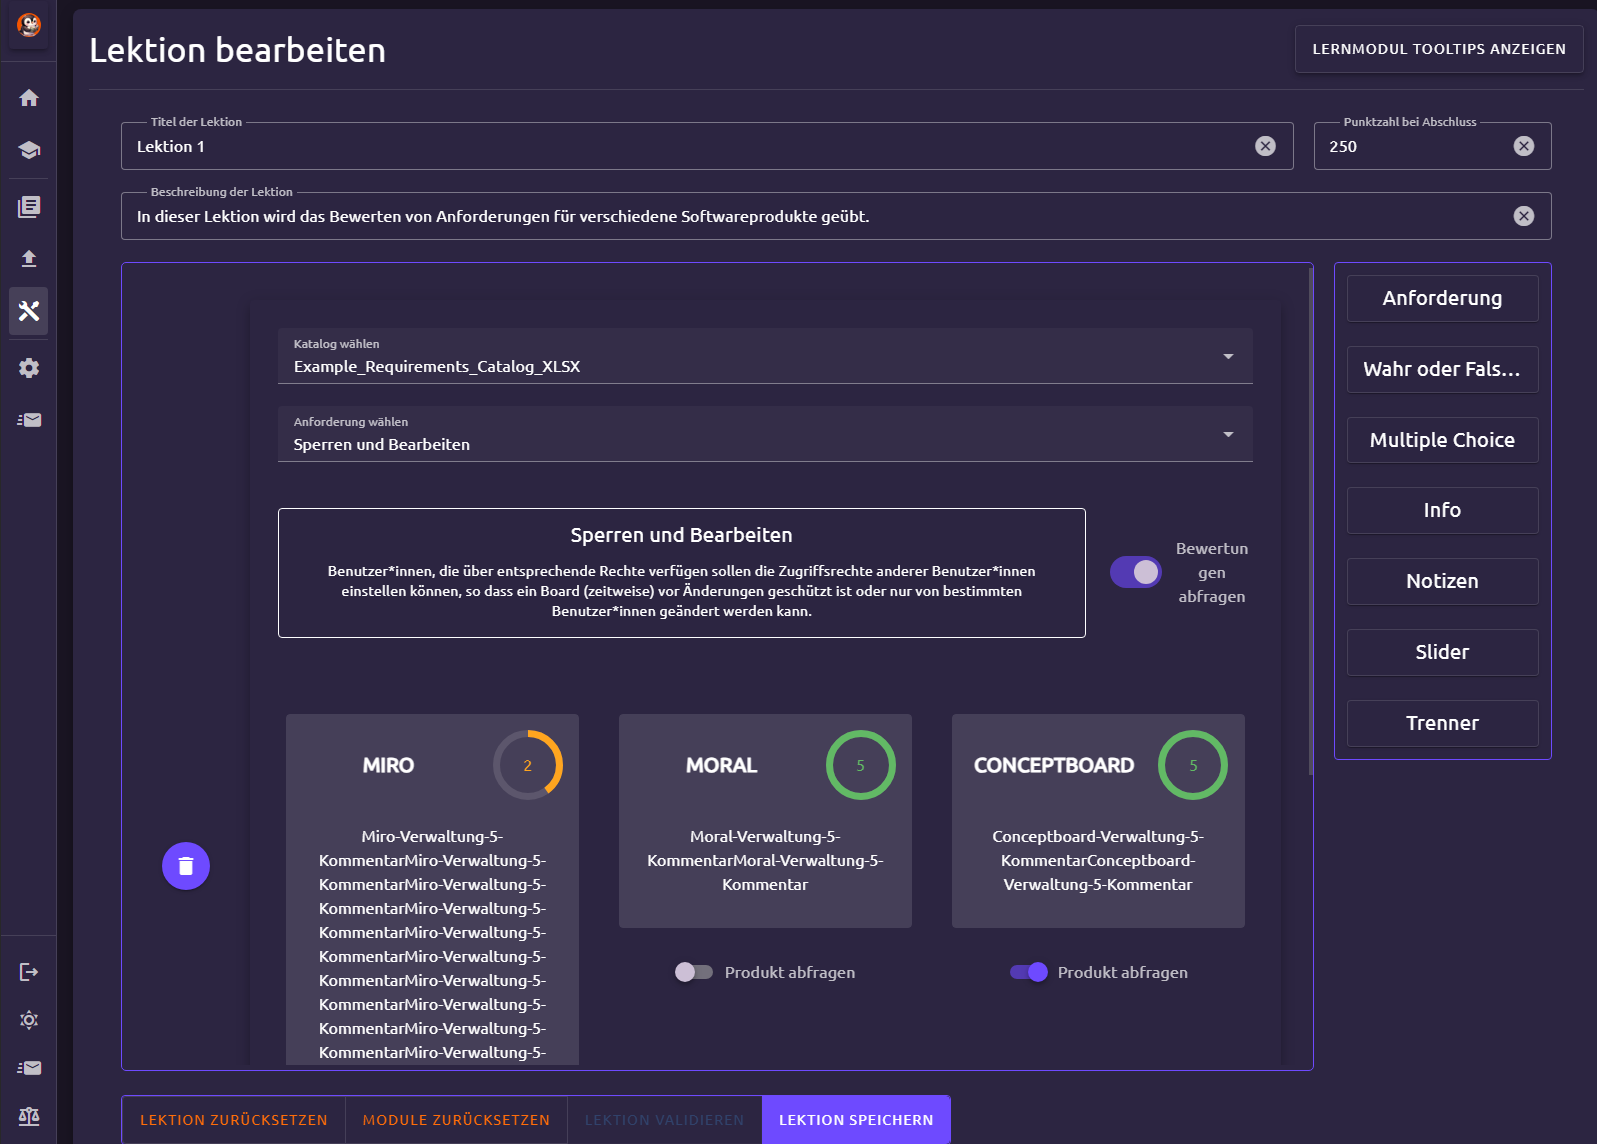 Lektion bearbeiten
LERNMODUL TOOLTIPS ANZEIGEN
Titel der Lektion
Lektion 1
Punktzahl bei Abschluss
250
Beschreibung der Lektion
In dieser Lektion wird das Bewerten von Anforderungen für verschiedene Softwareprodukte geübt.
Katalog wählen
Example_Requirements_Catalog_XLSX
Anforderung wählen
Sperren und Bearbeiten
Sperren und Bearbeiten
Benutzer*innen, die über entsprechende Rechte verfügen sollen die Zugriffsrechte anderer Benutzer*innen
einstellen können, so dass ein Board (zeitweise) vor Änderungen geschützt ist oder nur von bestimmten
Benutzer*innen geändert werden kann.
Bewertun
gen
abfragen
MIRO
2
Miro-Verwaltung-5-
KommentarMiro-Verwaltung-5-
KommentarMiro-Verwaltung-5-
KommentarMiro-Verwaltung-5-
KommentarMiro-Verwaltung-5-
KommentarMiro-Verwaltung-5-
KommentarMiro-Verwaltung-5-
KommentarMiro-Verwaltung-5-
KommentarMiro-Verwaltung-5-
KommentarMiro-Verwaltung-5-
MORAL
5
Moral-Verwaltung-5-
KommentarMoral-Verwaltung-5-
Kommentar
Produkt abfragen
CONCEPTBOARD
5
Conceptboard-Verwaltung-5-
KommentarConceptboard-
Verwaltung-5-Kommentar
Produkt abfragen
Anforderung
Wahr oder Fals...
Multiple Choice
Info
Notizen
Slider
Trenner
LEKTION ZURÜCKSETZEN
MODULE ZURÜCKSETZEN
LEKTION VALIDIEREN
LEKTION SPEICHERN